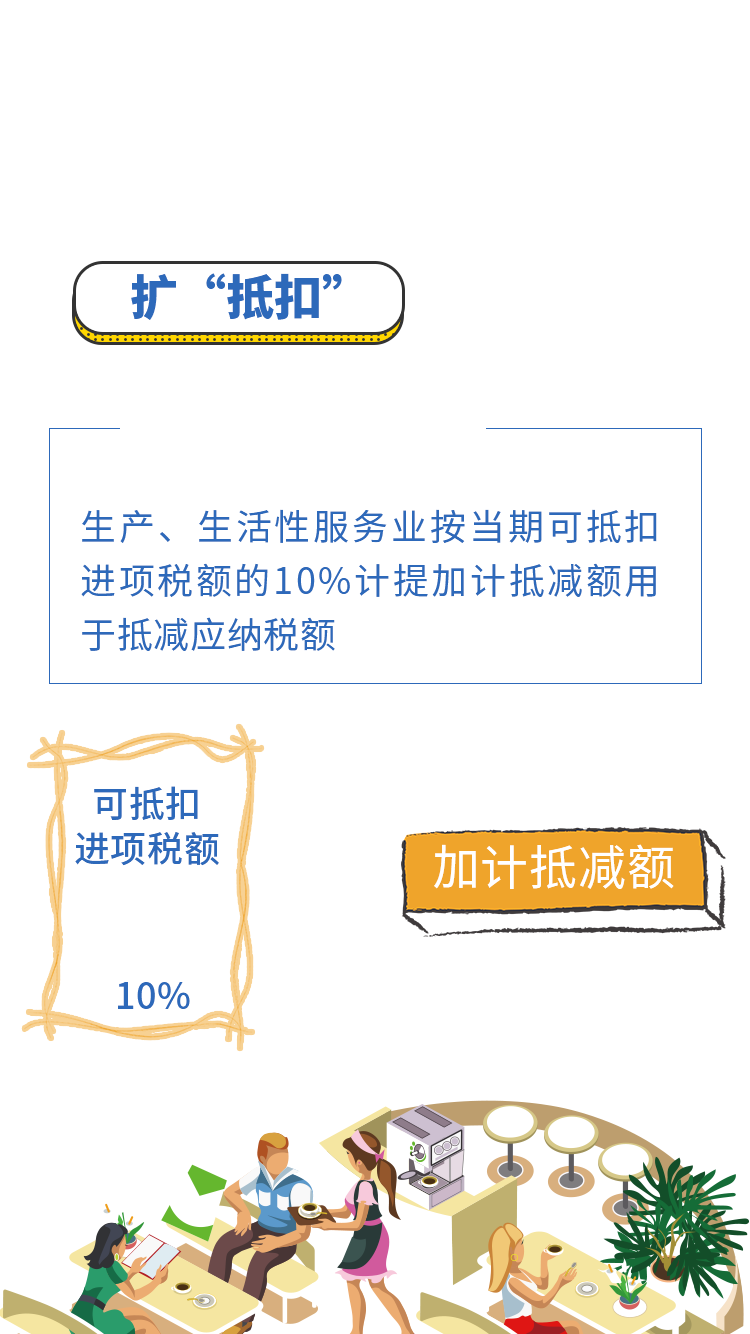 扩“抵扣”
生产、生活性服务业按当期可抵扣
进项税额的10%计提加计抵减额用
于抵减应纳税额
可抵扣
进项税额
10%
加计抵减额